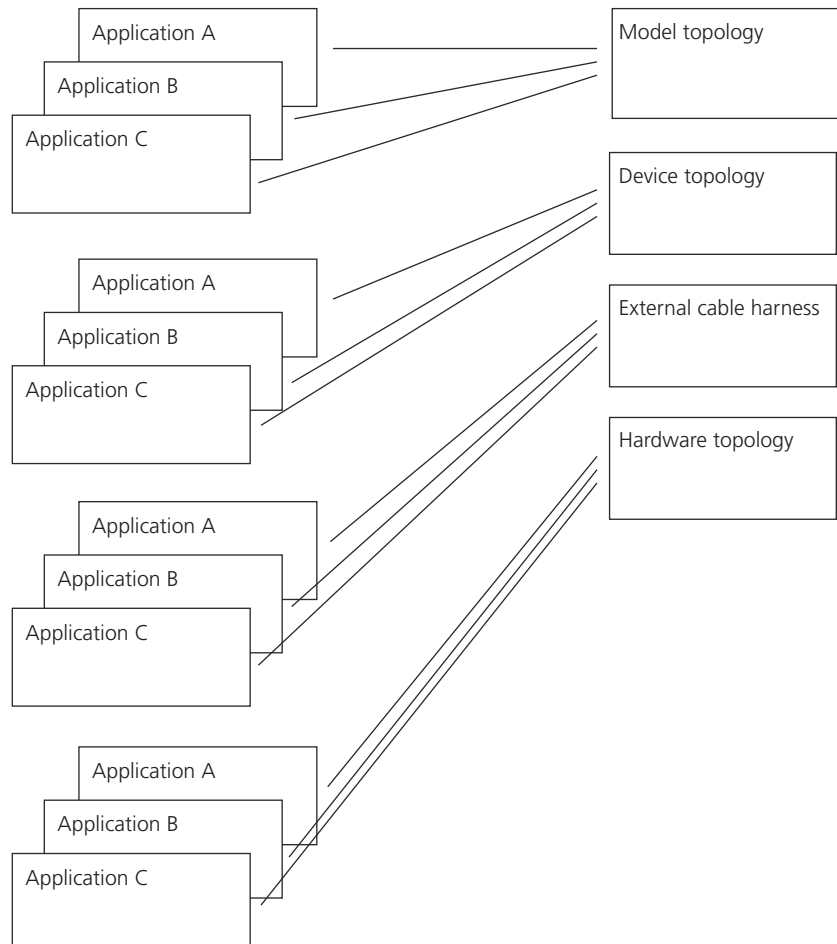 Application A
Application B
Application C
Model topology
Application A
Application B
Application C
Device topology
Application A
Application B
Application C
External cable harness
Application A
Application B
Application C
Hardware topology